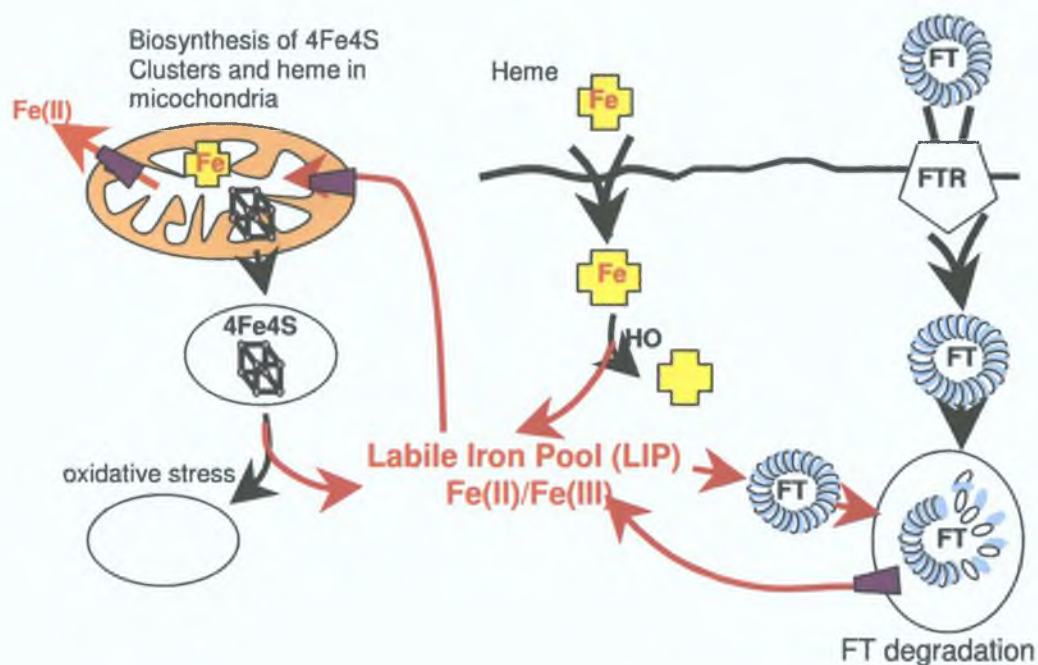 Biosynthesis of 4Fe4S
Clusters and heme in
micochondria
Fe(II)
Fe
Heme
Fe
FT
FTR
Fe
4Fe4S
HO
FT
oxidative stress
Labile Iron Pool (LIP)
Fe(II)/Fe(III)
FT
FT
FT degradation